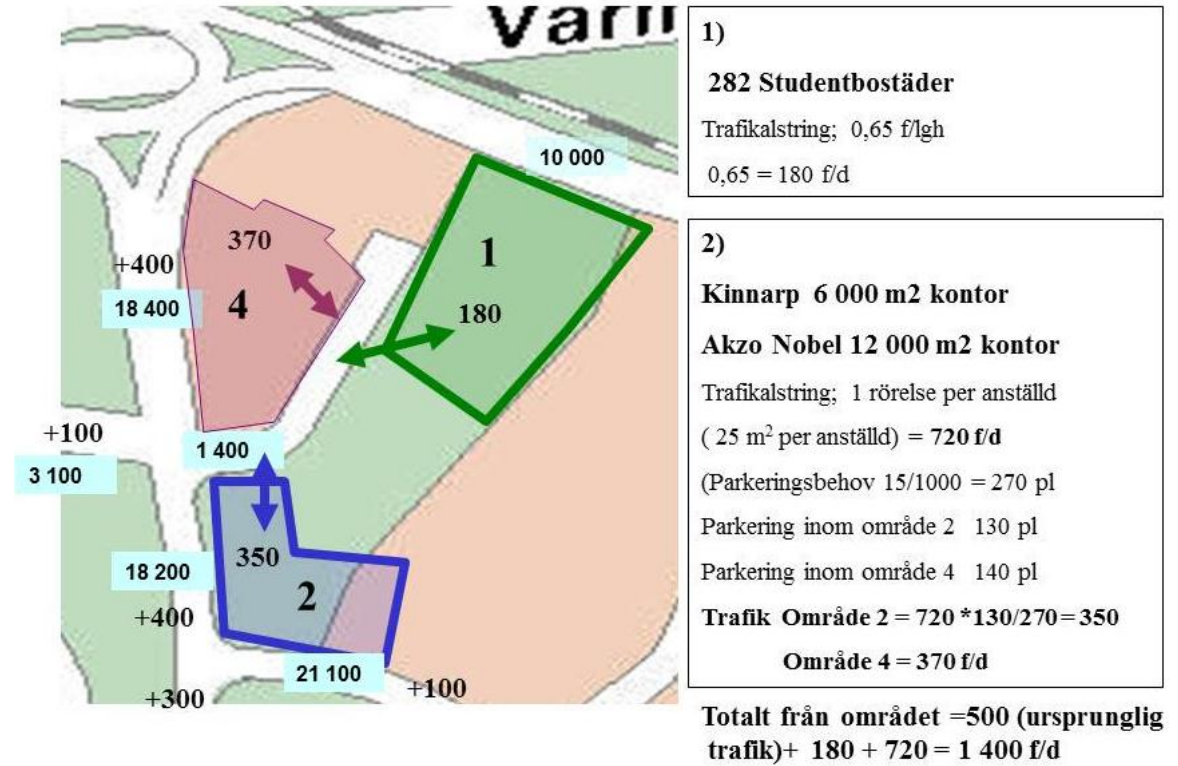 Värm
10 000
1
370
+400
18 400
4
180
+100
1 400
3 100
350
18 200
2
+400
21 100
+100
+300
1)
282 Studentbostäder
Trafikalstring; 0,65 f/lgh
0,65 = 180 f/d
2)
Kinnarp 6 000 m2 kontor
Akzo Nobel 12 000 m2 kontor
Trafikalstring; 1 rörelse per anställd
( 25 m² per anställd) = 720 f/d
(Parkeringsbehov 15/1000 = 270 pl
Parkering inom område 2 130 pl
Parkering inom område 4 140 pl
Trafik Område 2 = 720 *130/270=350
Område 4 = 370 f/d
Totalt från området =500 (ursprunglig
trafik)+ 180 + 720 = 1 400 f/d